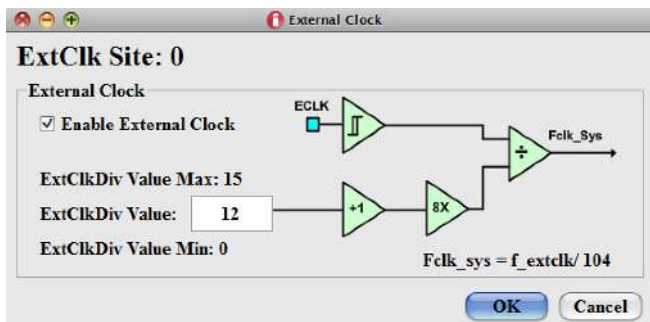 External Clock
ExtClk Site: 0
External Clock
ECLK
Enable External Clock
Fclk_Sys
÷
ExtClkDiv Value Max: 15
ExtClkDiv Value: 12
+1
8X
ExtClkDiv Value Min: 0
Fclk_sys = f_extclk/ 104
OK
Cancel